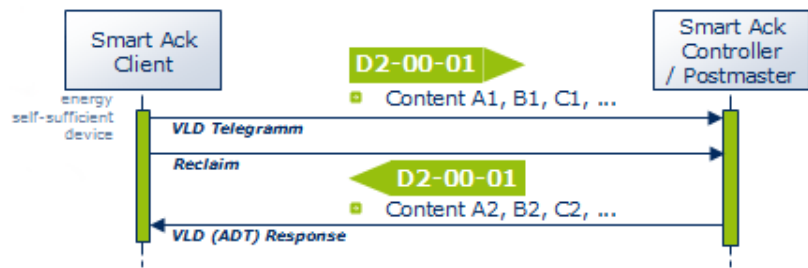 Smart Ack
Client
Smart Ack
Controller
/ Postmaster
energy
self-sufficient
device
D2-00-01
Content A1, B1, C1, ...
VLD Telegramm
Reclaim
D2-00-01
Content A2, B2, C2, ...
VLD (ADT) Response